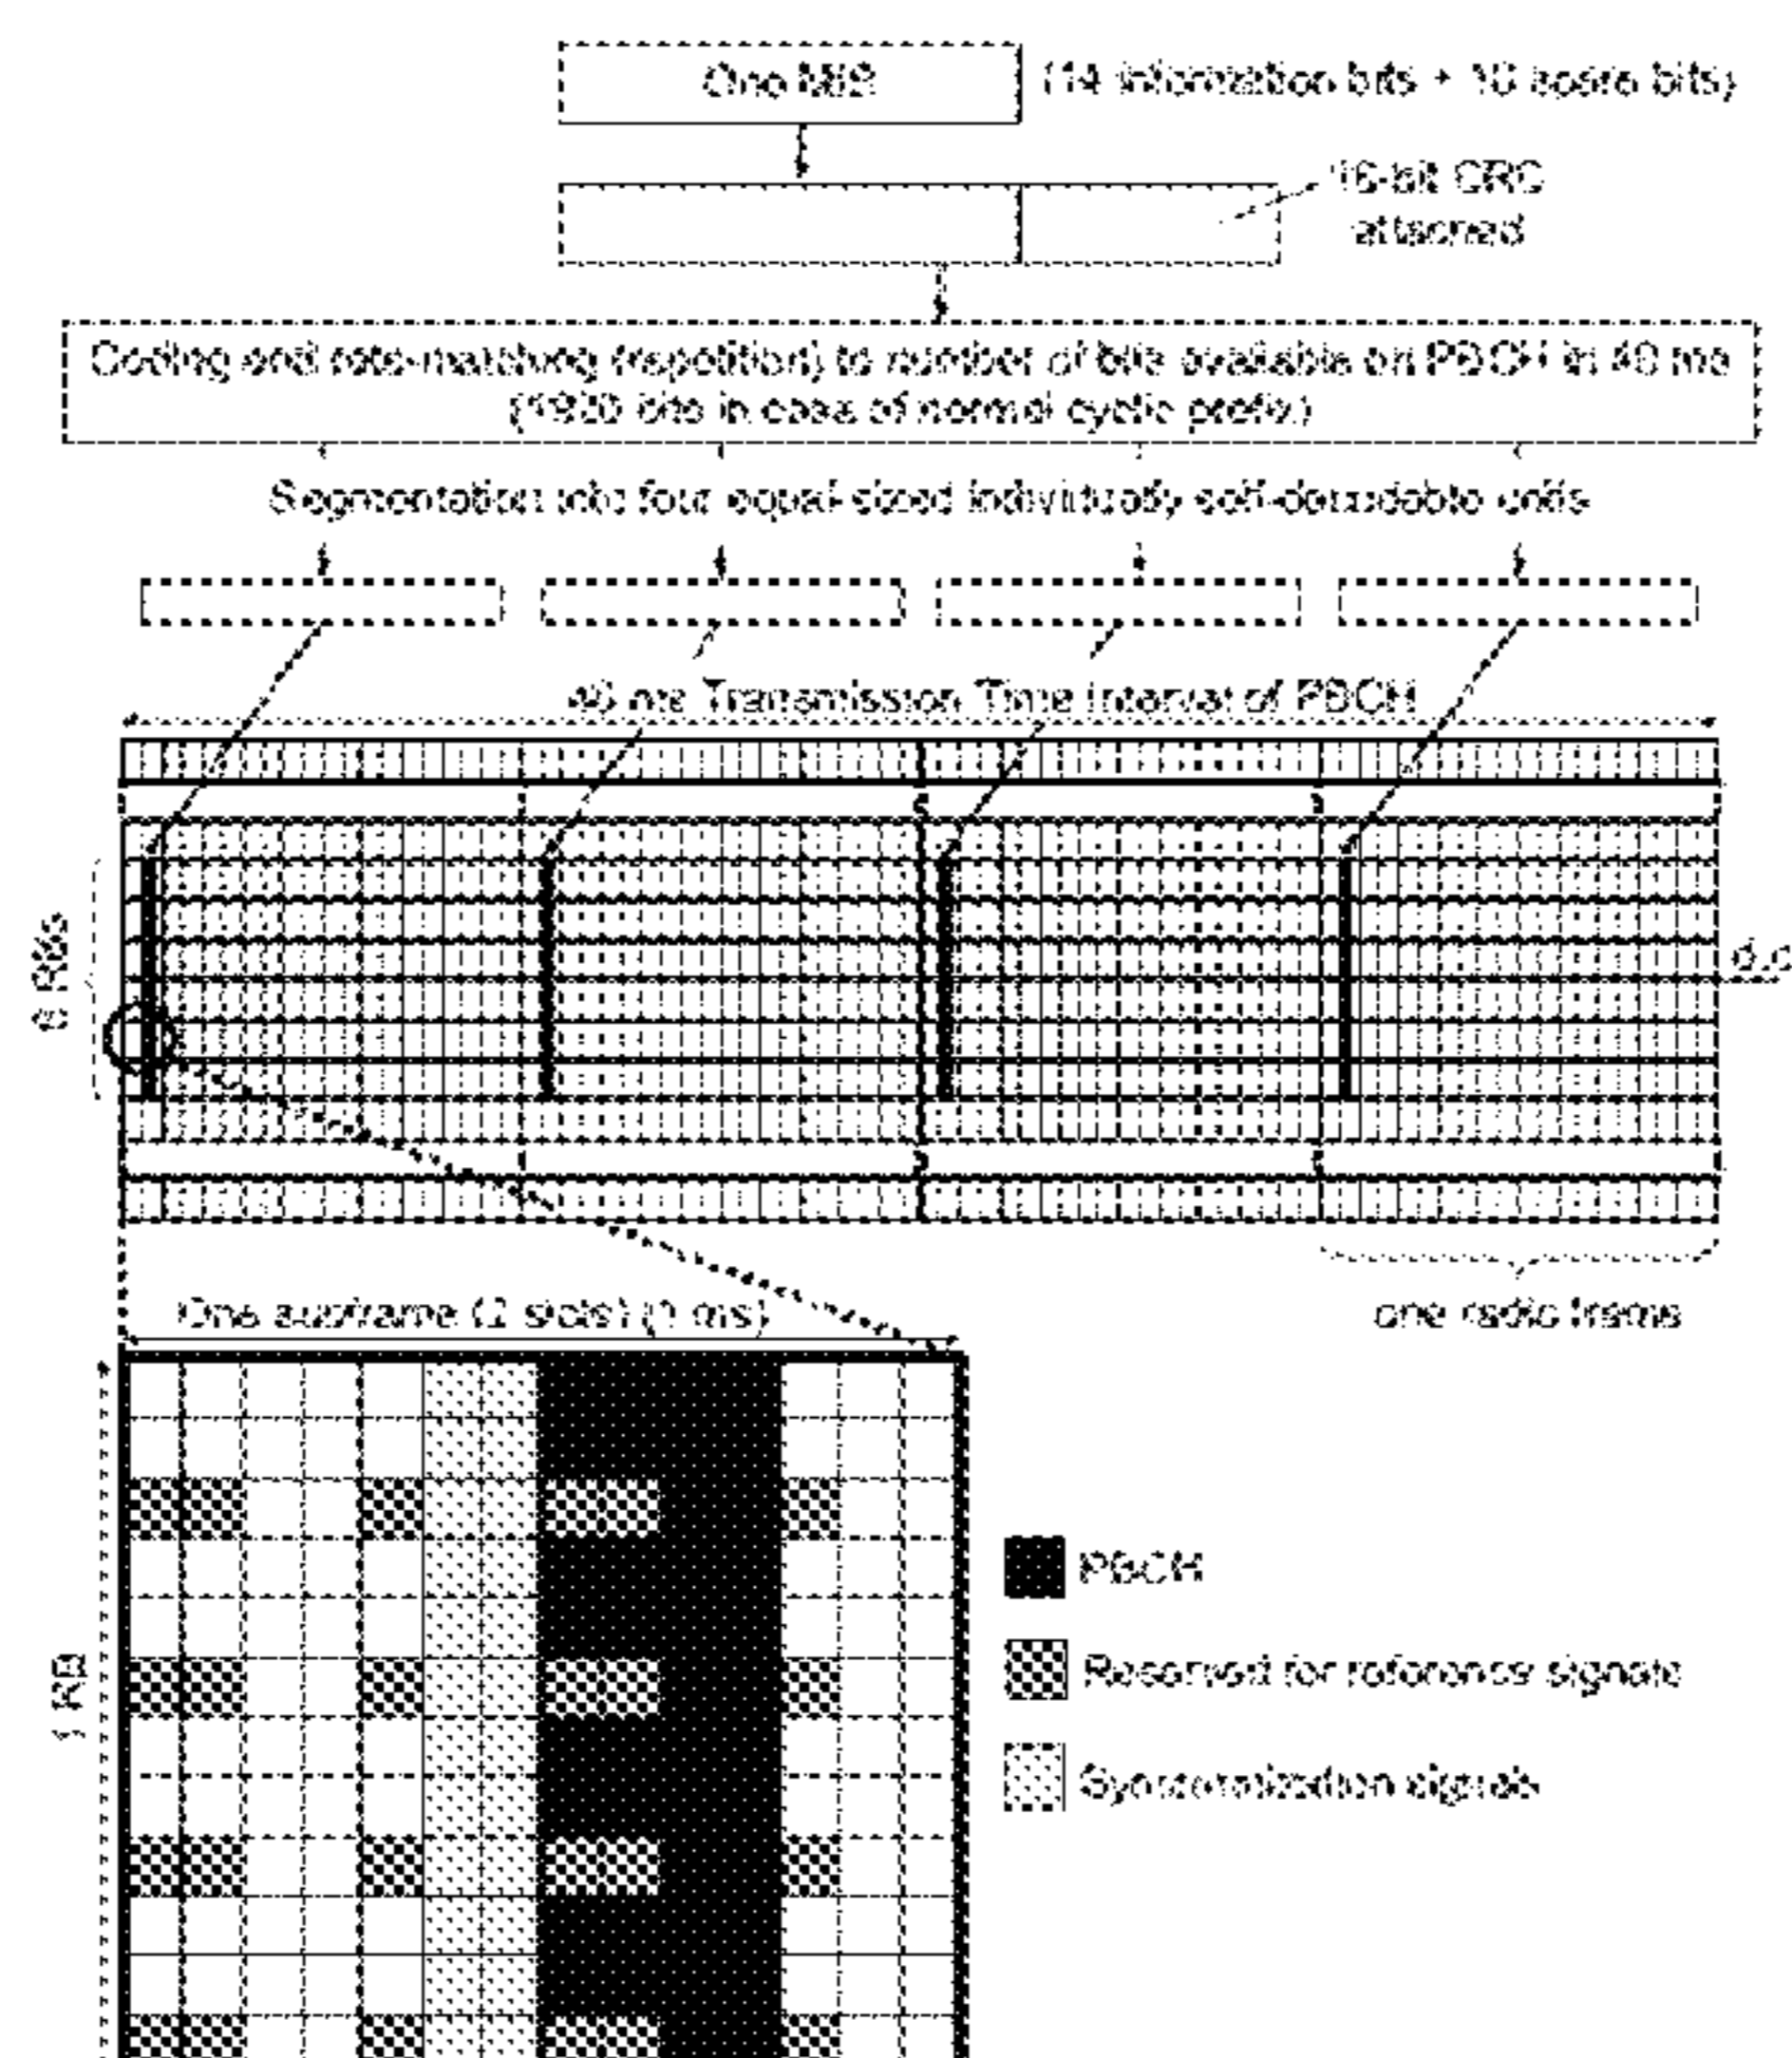 One MIB
(14 information bits + 10 spare bits)
16-bit CRC
attached
Coding and rate-matching (repetition) to number of bits available on PBCH in 40 ms
(1920 bits in case of normal cyclic prefix)
Segmentation into four equal-sized individually self-decodable units
40 ms Transmission Time Interval of PBCH
6 RBs
d.c
one radio frame
One subframe (2 slots) (1 ms)
1 RB
PBCH
Reserved for reference signals
Synchronization signals